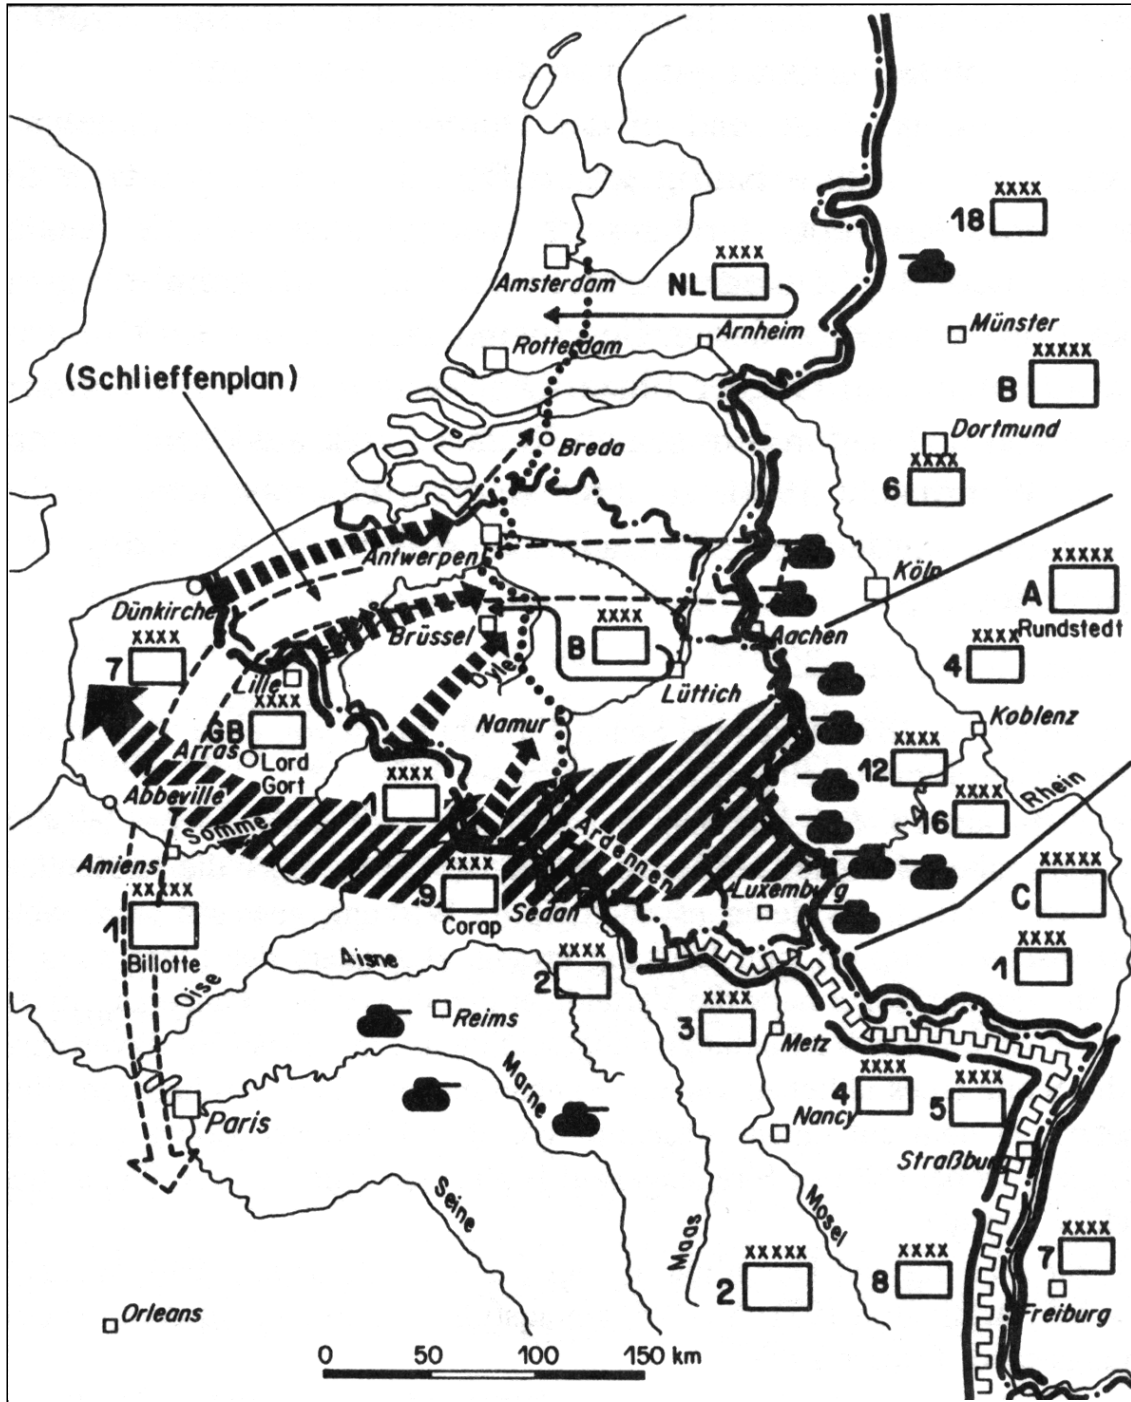 XXXX
18
XXXX
NL
Amsterdam
Arnheim
Münster
Rotterdam
XXXXX
B
(Schlieffenplan)
Dortmund
Breda
XXXX
6
Antwerpen
Köln
XXXXX
A
Rundstedt
Dünkirchen
Brüssel
XXXX
B
Aachen
XXXX
7
XXXX
4
Lille
Dyle
Lüttich
XXXX
GB
Lord
Gort
Namur
Koblenz
Arras
XXXX
12
Abbeville
XXXX
1
XXXX
16
Rhein
Somme
Ardennen
Amiens
XXXX
9
Corap
Sedan
Luxemburg
XXXXX
C
XXXXX
1
Billotte
Aisne
Oise
XXXX
2
XXXX
1
Reims
XXXX
3
Metz
Marne
XXXX
4
XXXX
5
Paris
Nancy
Straßburg
Seine
Maas
Mosel
XXXXX
2
XXXX
8
XXXX
7
Freiburg
Orleans
0 50 100 150 km